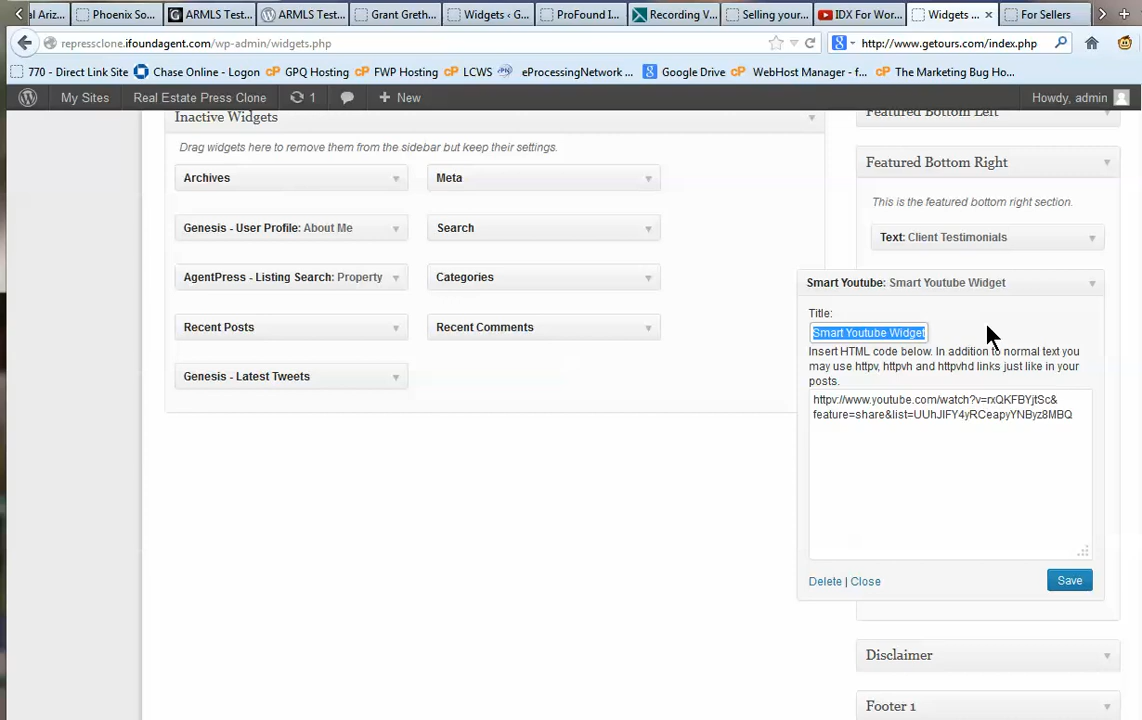 al Ariz...
Phoenix So...
ARMLS Test...
ARMLS Test...
Grant Greth...
Widgets ‹ G...
ProFound I...
Recording V...
Selling your...
IDX For Wor...
Widgets ...
For Sellers
repressclone.ifoundagent.com/wp-admin/widgets.php
http://www.getours.com/index.php
770 - Direct Link Site
Chase Online - Logon
GPQ Hosting
FWP Hosting
LCWS
eProcessingNetwork ...
Google Drive
WebHost Manager - f...
The Marketing Bug Ho...
My Sites
Real Estate Press Clone
1
New
Howdy, admin
Inactive Widgets
Drag widgets here to remove them from the sidebar but keep their settings.
Archives
Meta
Genesis - User Profile: About Me
Search
AgentPress - Listing Search: Property
Categories
Recent Posts
Recent Comments
Genesis - Latest Tweets
Featured Bottom Left
Featured Bottom Right
This is the featured bottom right section.
Text: Client Testimonials
Smart Youtube: Smart Youtube Widget
Title:
Smart Youtube Widget
Insert HTML code below. In addition to normal text you
may use httpv, httpvh and httpvhd links just like in your
posts.
httpv://www.youtube.com/watch?v=rxQKFBYjtSc&
feature=share&list=UUhJIFY4yRCeapyYNByz8MBQ
Delete | Close
Save
Disclaimer
Footer 1